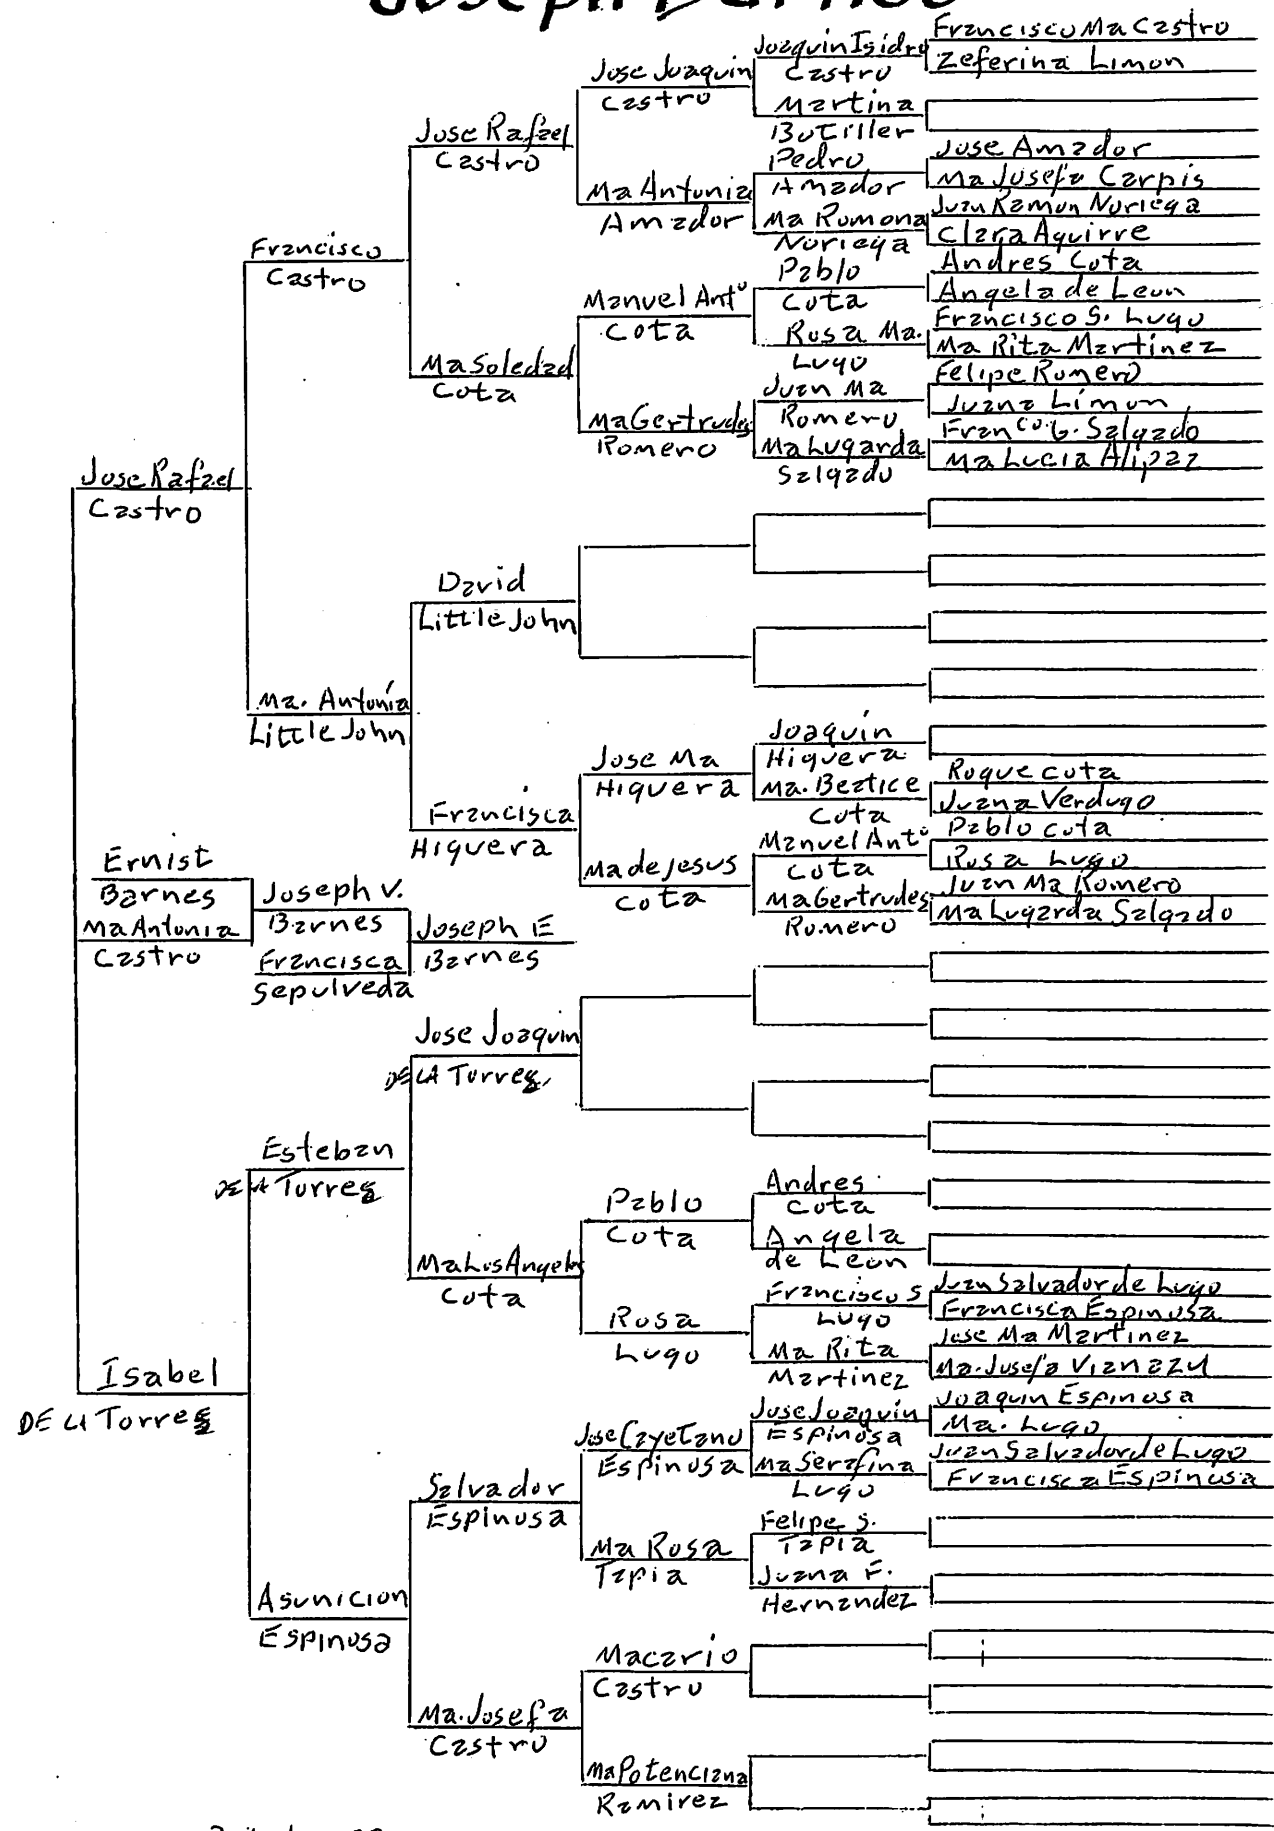 Joseph Barnes
Francisco Ma Castro
Joaquin Isidro
Castro
Zeferina Limon
Jose Joaquin
Castro
Martina
Butiller
Jose Rafael
Castro
Pedro
Amador
Jose Amador
Ma Josefa Carpis
Ma Antonia
Amador
Ma Romona
Noriega
Juan Ramon Noriega
Clara Aguirre
Francisco
Castro
Pablo
Cota
Andres Cota
Angela de Leon
Manuel Anto
Cota
Rosa Ma.
Lugo
Francisco S. Lugo
Ma Rita Martinez
Ma Soledad
Cota
Juan Ma
Romero
Felipe Romero
Juana Limon
Ma Gertrudes
Romero
Ma Lugarda
Salgado
Franco G. Salgado
Ma Lucia Alipaz
Jose Rafael
Castro
David
Little John
Ma. Antonia
Little John
Joaquin
Higuera
Jose Ma
Higuera
Ma. Beatice
Cota
Roque Cota
Juana Verdugo
Francisca
Higuera
Manuel Anto
Cota
Pablo Cota
Rosa Lugo
Ma de Jesus
Cota
Ma Gertrudes
Romero
Juan Ma Romero
Ma Lugarda Salgado
Ernist
Barnes
Ma Antonia
Castro
Joseph V.
Barnes
Francisca
Sepulveda
Joseph E
Barnes
Jose Joaquin
DE LA Torres
Esteban
DE LA Torres
Pablo
Cota
Andres
Cota
Angela
de Leon
Ma Los Angeles
Cota
Rosa
Lugo
Francisco S
Lugo
Juan Salvador de Lugo
Francisca Espinosa
Ma Rita
Martinez
Jose Ma Martinez
Ma. Josefa Vianazul
Isabel
DE LA Torres
Jose Joaquin
Espinosa
Joaquin Espinosa
Ma. Lugo
Jose Cayetano
Espinosa
Ma Serafina
Lugo
Juan Salvador de Lugo
Francisca Espinosa
Salvador
Espinosa
Felipe S.
Tapia
Ma Rosa
Tapia
Juana F.
Hernandez
Asunicion
Espinosa
Macario
Castro
Ma. Josefa
Castro
Ma Potenciana
Ramirez